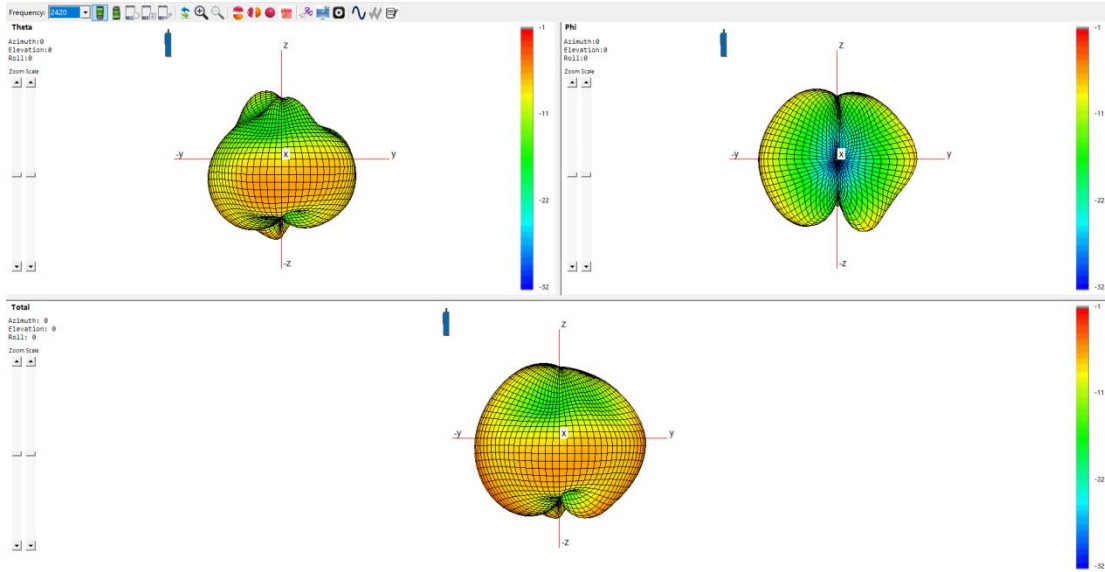 Frequency: 2420
Theta
Azimuth:0
Elevation:0
Roll:0
Zoom Scale
z
-y
x
y
-z
-1
-11
-22
-32
Phi
Azimuth:0
Elevation:0
Roll:0
Zoom Scale
z
-y
x
y
-z
-1
-11
-22
-32
Total
Azimuth: 0
Elevation: 0
Roll: 0
Zoom Scale
z
-y
x
y
-z
-1
-11
-22
-32